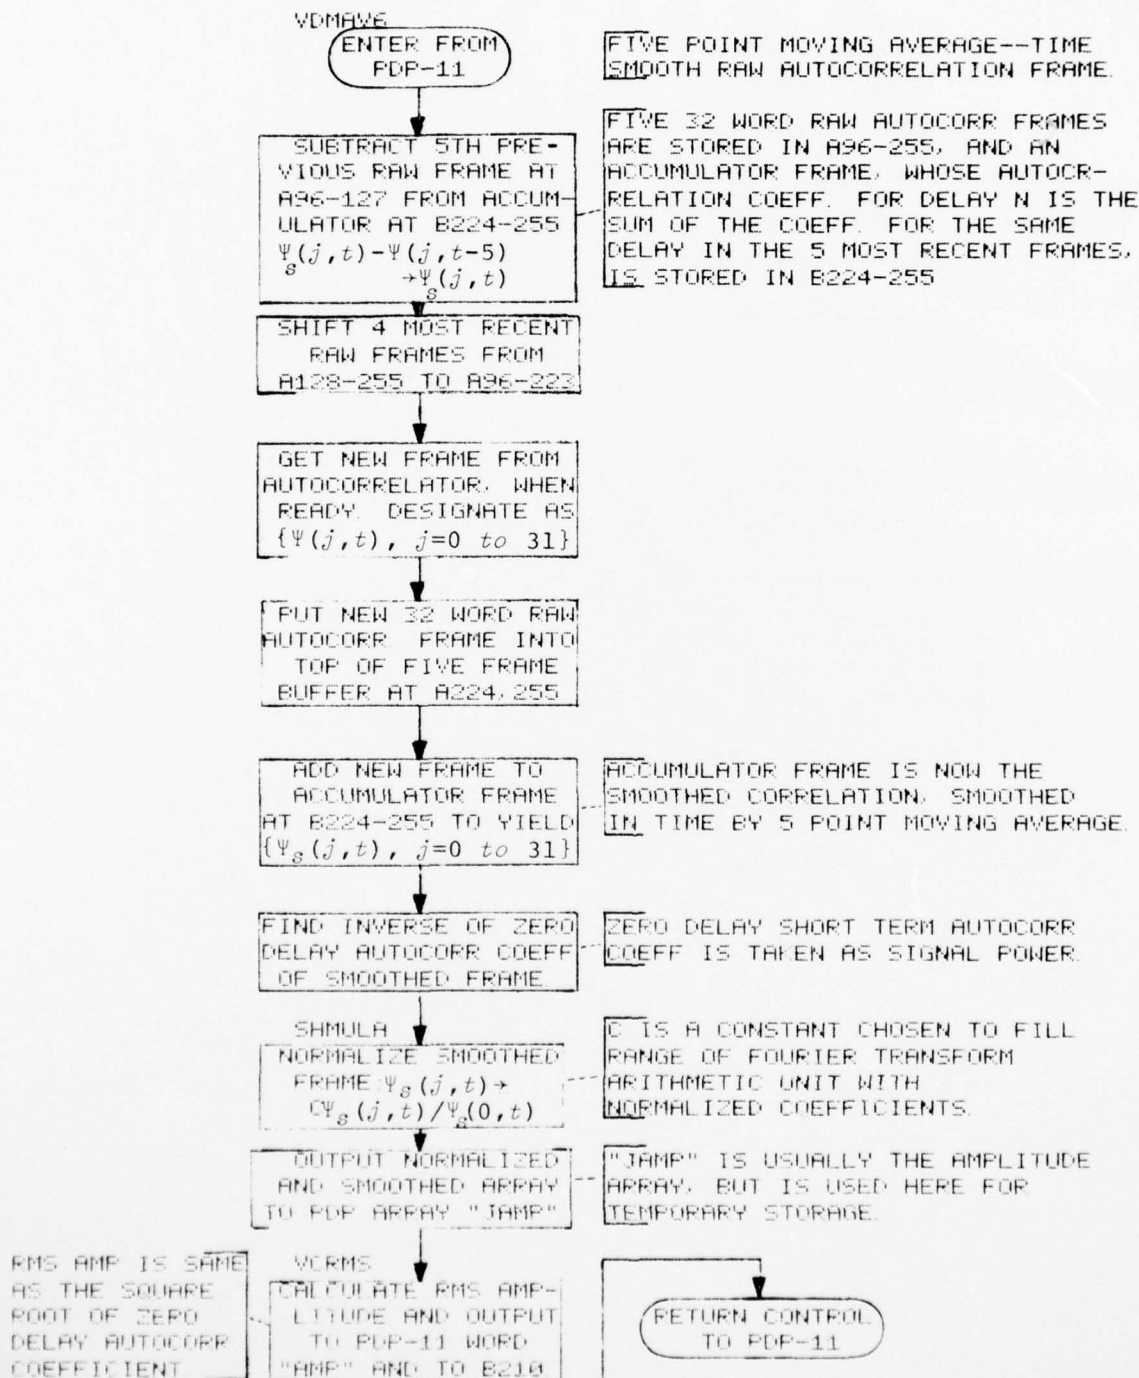 VDMAV6
ENTER FROM
PDP-11
FIVE POINT MOVING AVERAGE--TIME
SMOOTH RAW AUTOCORRELATION FRAME.
SUBTRACT 5TH PRE-
VIOUS RAW FRAME AT
A96-127 FROM ACCUM-
ULATOR AT B224-255
Ψs(j,t)-Ψ(j,t-5)
→Ψs(j,t)
FIVE 32 WORD RAW AUTOCORR FRAMES
ARE STORED IN A96-255, AND AN
ACCUMULATOR FRAME, WHOSE AUTOCR-
RELATION COEFF. FOR DELAY N IS THE
SUM OF THE COEFF. FOR THE SAME
DELAY IN THE 5 MOST RECENT FRAMES,
IS STORED IN B224-255
SHIFT 4 MOST RECENT
RAW FRAMES FROM
A128-255 TO A96-223
GET NEW FRAME FROM
AUTOCORRELATOR, WHEN
READY. DESIGNATE AS
{Ψ(j,t), j=0 to 31}
PUT NEW 32 WORD RAW
AUTOCORR FRAME INTO
TOP OF FIVE FRAME
BUFFER AT A224,255
ADD NEW FRAME TO
ACCUMULATOR FRAME
AT B224-255 TO YIELD
{Ψs(j,t), j=0 to 31}
ACCUMULATOR FRAME IS NOW THE
SMOOTHED CORRELATION, SMOOTHED
IN TIME BY 5 POINT MOVING AVERAGE.
FIND INVERSE OF ZERO
DELAY AUTOCORR COEFF
OF SMOOTHED FRAME.
ZERO DELAY SHORT TERM AUTOCORR
COEFF IS TAKEN AS SIGNAL POWER.
SHMULA
NORMALIZE SMOOTHED
FRAME:Ψs(j,t)→
CΨs(j,t)/Ψs(0,t)
C IS A CONSTANT CHOSEN TO FILL
RANGE OF FOURIER TRANSFORM
ARITHMETIC UNIT WITH
NORMALIZED COEFFICIENTS.
OUTPUT NORMALIZED
AND SMOOTHED ARRAY
TO PDP ARRAY "JAMP"
"JAMP" IS USUALLY THE AMPLITUDE
ARRAY, BUT IS USED HERE FOR
TEMPORARY STORAGE.
RMS AMP IS SAME
AS THE SQUARE
ROOT OF ZERO
DELAY AUTOCORR
COEFFICIENT.
VCRMS
CALCULATE RMS AMP-
LITUDE AND OUTPUT
TO PDP-11 WORD
"AMP" AND TO B210.
RETURN CONTROL
TO PDP-11